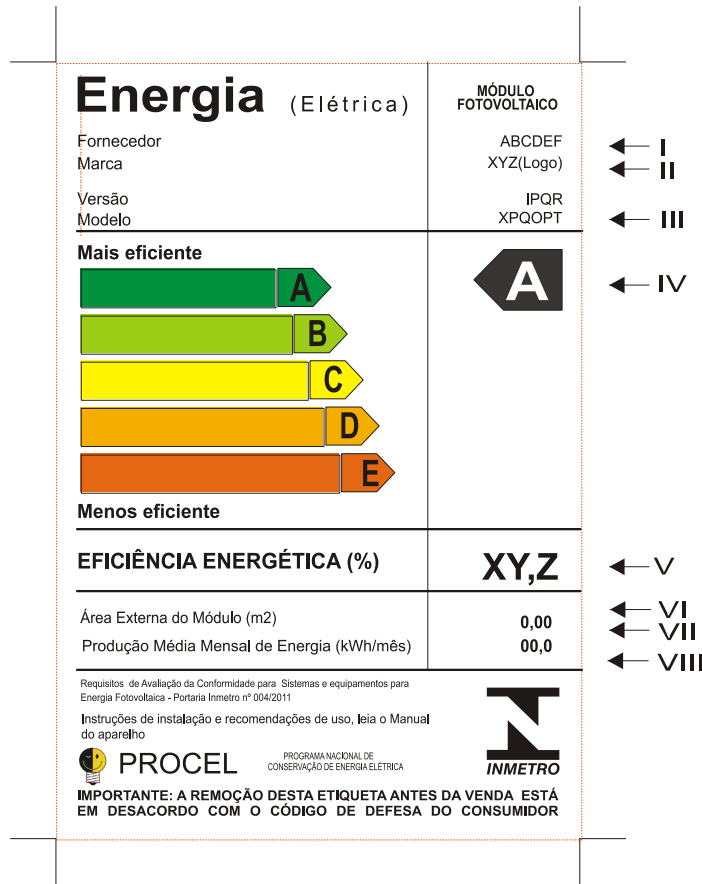 Energia (Elétrica)
MÓDULO
FOTOVOLTAICO
Fornecedor ABCDEF I
Marca XYZ(Logo) II
Versão IPQR
Modelo XPQOPT III
Mais eficiente
A A IV
B
C
D
E
Menos eficiente
EFICIÊNCIA ENERGÉTICA (%) XY,Z V
VI
Área Externa do Módulo (m2) 0,00 VII
Produção Média Mensal de Energia (kWh/mês) 00,0
VIII
Requisitos de Avaliação da Conformidade para Sistemas e equipamentos para
Energia Fotovoltaica - Portaria Inmetro nº 004/2011
Instruções de instalação e recomendações de uso, leia o Manual
do aparelho
PROCEL
PROGRAMA NACIONAL DE
CONSERVAÇÃO DE ENERGIA ELÉTRICA
INMETRO
IMPORTANTE: A REMOÇÃO DESTA ETIQUETA ANTES DA VENDA ESTÁ
EM DESACORDO COM O CÓDIGO DE DEFESA DO CONSUMIDOR